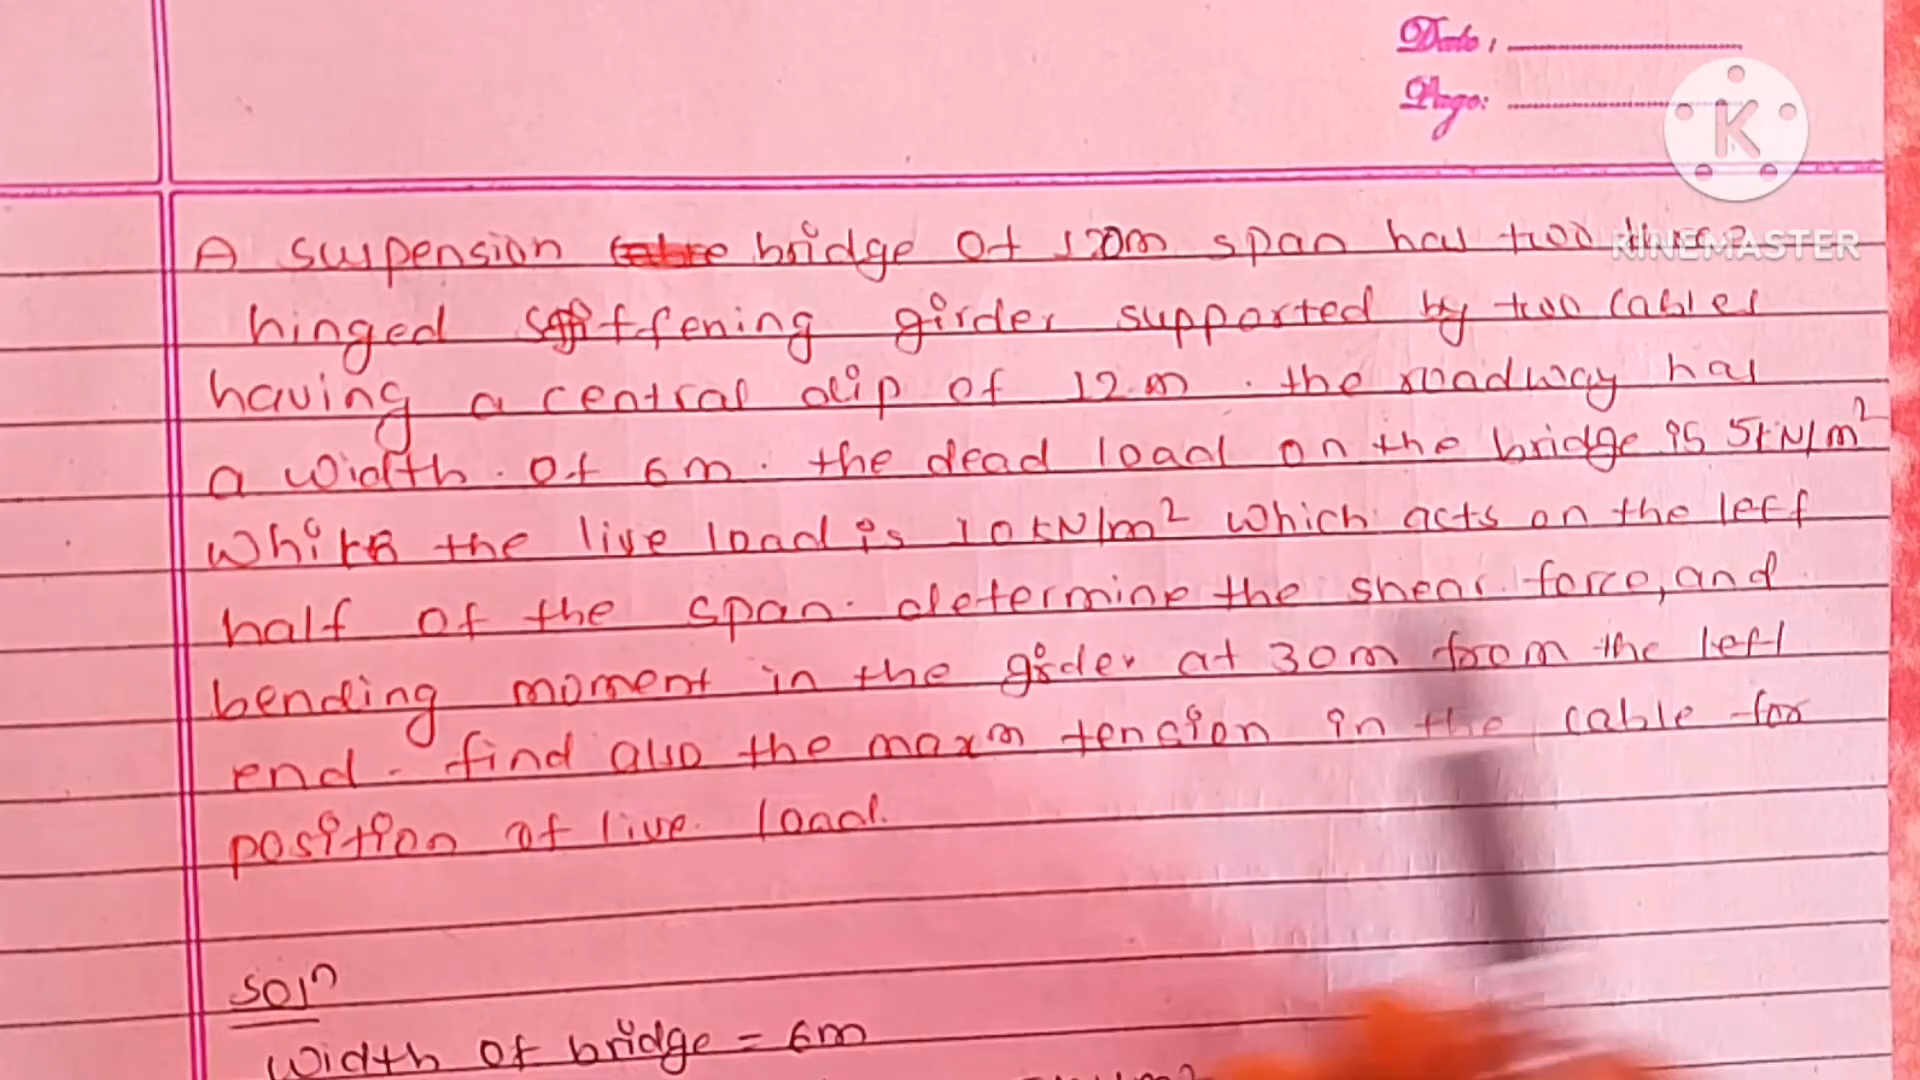 Date:
Page:
K
KINEMASTER
A suspension bridge of 120m span has two three
hinged stiffening girder supported by two cables
having a central dip of 12m. the roadway has
a width of 6m. the dead load on the bridge is 5kN/m²
while the live load is 10kN/m² which acts on the left
half of the span. determine the shear force, and
bending moment in the girder at 30m from the left
end. find also the maxm tension in the cable for
position of live load.
Soln
Width of bridge = 6m